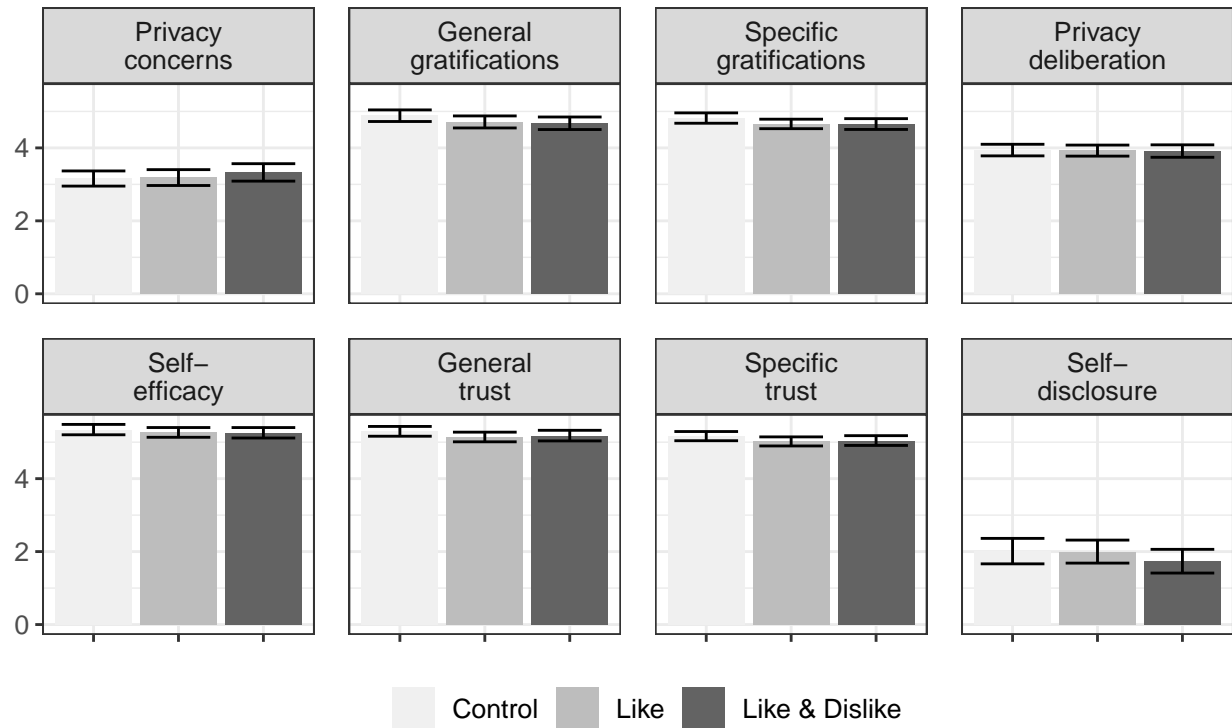 Privacy
concerns
General
gratifications
Specific
gratifications
Privacy
deliberation
4
2
0
Self−
efficacy
General
trust
Specific
trust
Self−
disclosure
4
2
0
Control
Like
Like & Dislike